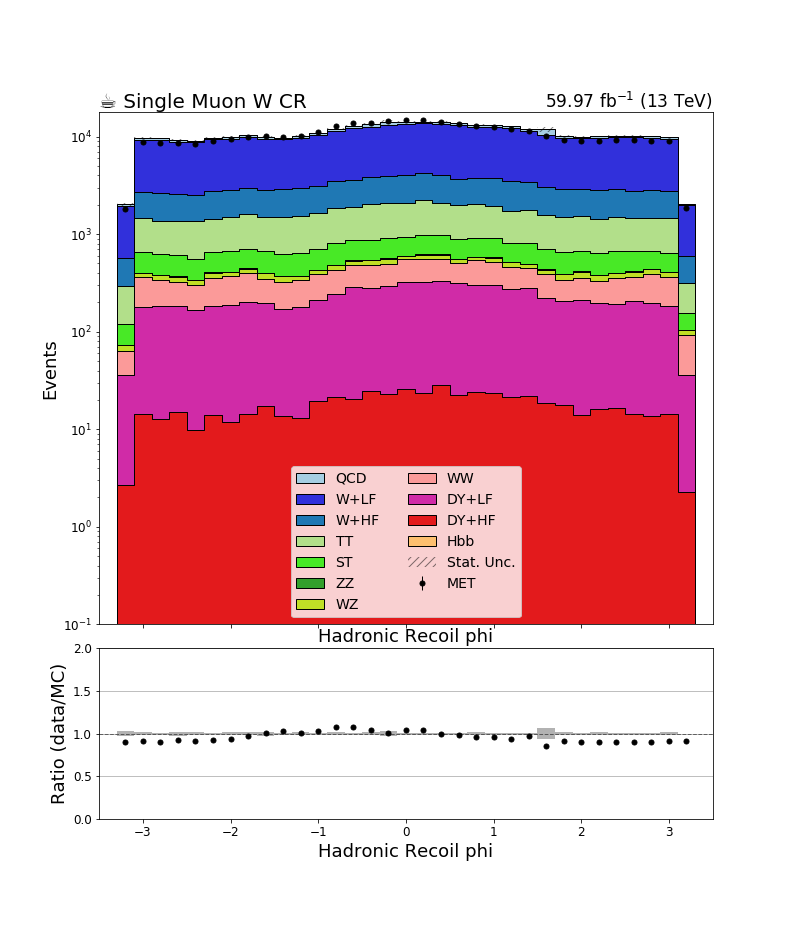 ☕ Single Muon W CR 59.97 fb⁻¹ (13 TeV)
Events
10⁴
10³
10²
10¹
10⁰
10⁻¹
QCD WW
W+LF DY+LF
W+HF DY+HF
TT Hbb
ST Stat. Unc.
ZZ MET
WZ
Hadronic Recoil phi
Ratio (data/MC)
2.0
1.5
1.0
0.5
0.0
−3 −2 −1 0 1 2 3
Hadronic Recoil phi